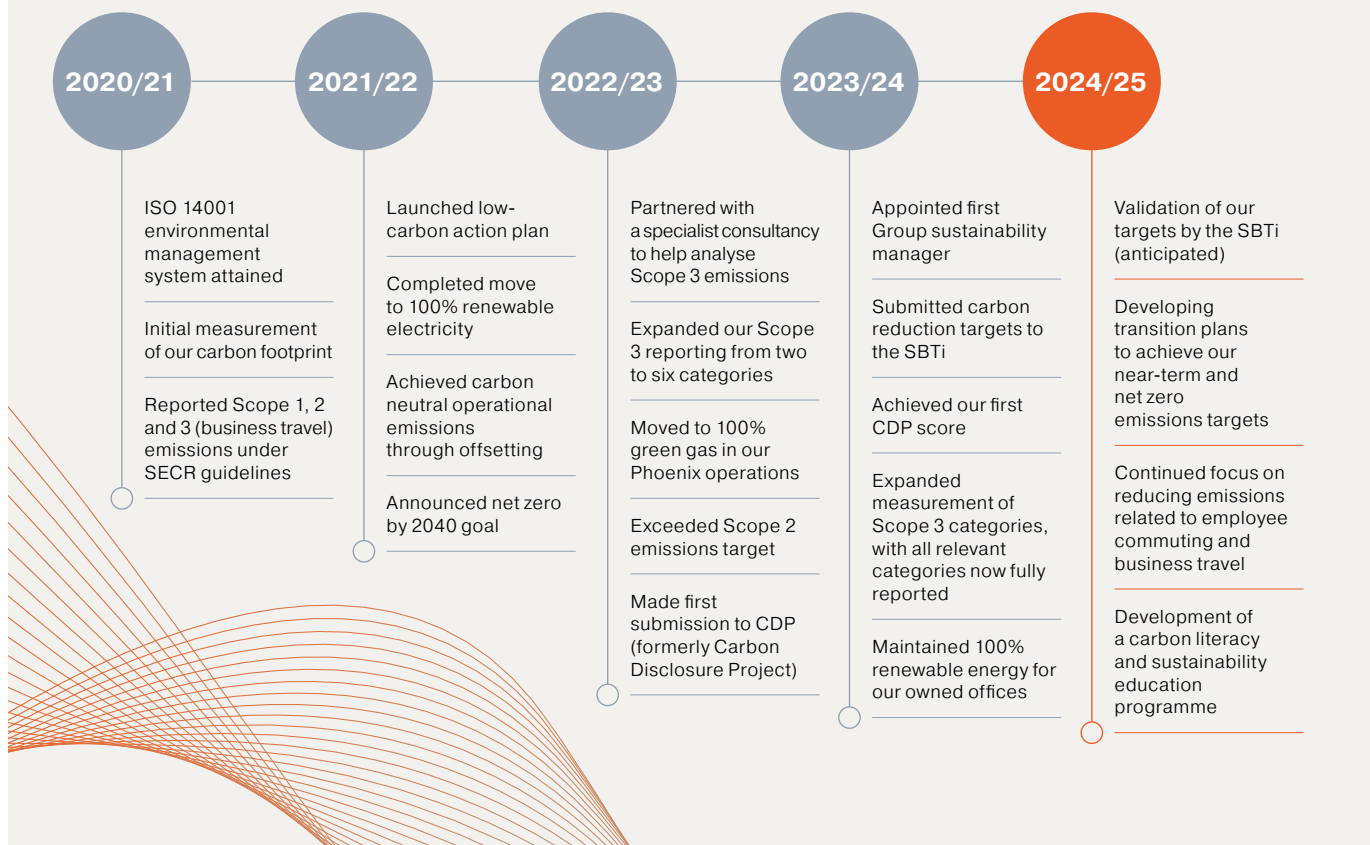 2020/21
2021/22
2022/23
2023/24
2024/25
ISO 14001
environmental
management
system attained
Initial measurement
of our carbon footprint
Reported Scope 1, 2
and 3 (business travel)
emissions under
SECR guidelines
Launched low-
carbon action plan
Completed move
to 100% renewable
electricity
Achieved carbon
neutral operational
emissions
through offsetting
Announced net zero
by 2040 goal
Partnered with
a specialist consultancy
to help analyse
Scope 3 emissions
Expanded our Scope
3 reporting from two
to six categories
Moved to 100%
green gas in our
Phoenix operations
Exceeded Scope 2
emissions target
Made first
submission to CDP
(formerly Carbon
Disclosure Project)
Appointed first
Group sustainability
manager
Submitted carbon
reduction targets to
the SBTi
Achieved our first
CDP score
Expanded
measurement of
Scope 3 categories,
with all relevant
categories now fully
reported
Maintained 100%
renewable energy for
our owned offices
Validation of our
targets by the SBTi
(anticipated)
Developing
transition plans
to achieve our
near-term and
net zero
emissions targets
Continued focus on
reducing emissions
related to employee
commuting and
business travel
Development of
a carbon literacy
and sustainability
education
programme